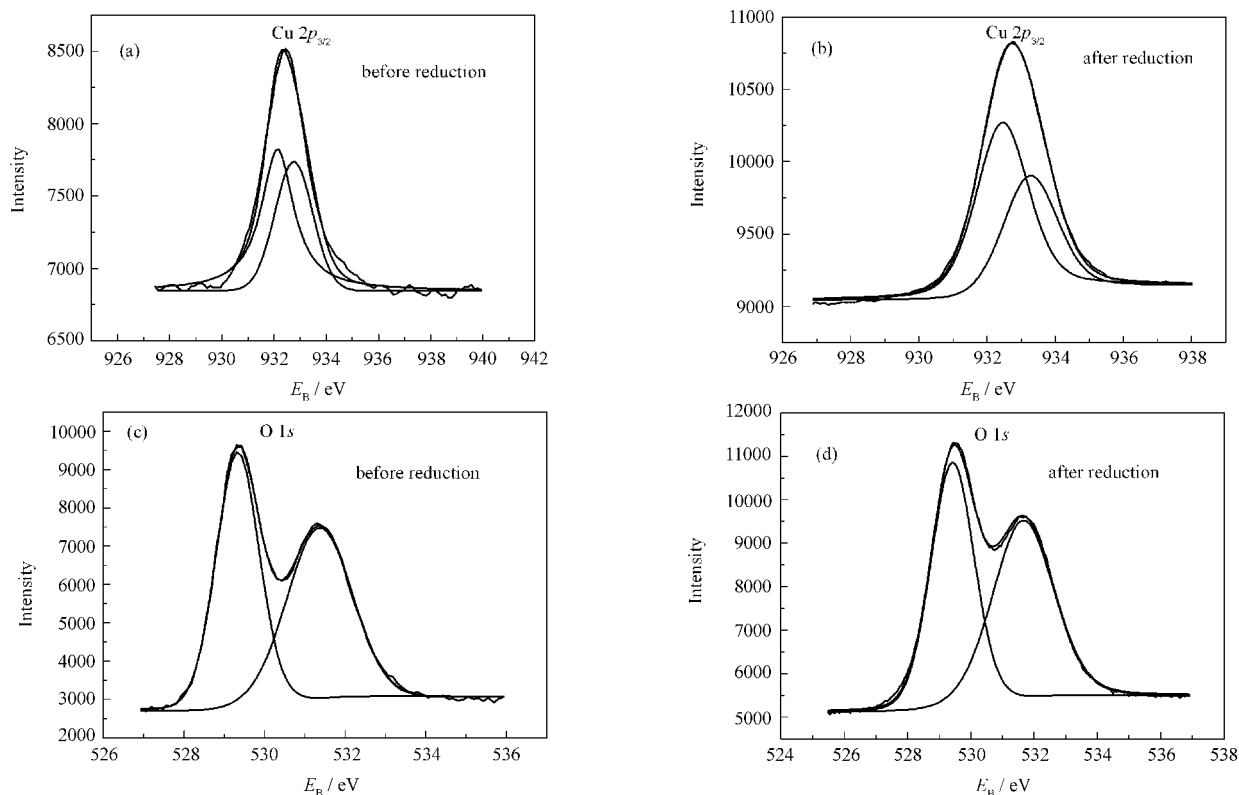 (a)
Cu 2p3/2
before reduction
8500
8000
7500
7000
6500
Intensity
926 928 930 932 934 936 938 940 942
EB / eV
(b)
Cu 2p3/2
after reduction
11000
10500
10000
9500
9000
Intensity
926 928 930 932 934 936 938
EB / eV
(c)
O 1s
before reduction
10000
9000
8000
7000
6000
5000
4000
3000
2000
Intensity
526 528 530 532 534 536
EB / eV
(d)
O 1s
after reduction
12000
11000
10000
9000
8000
7000
6000
5000
Intensity
524 526 528 530 532 534 536 538
EB / eV